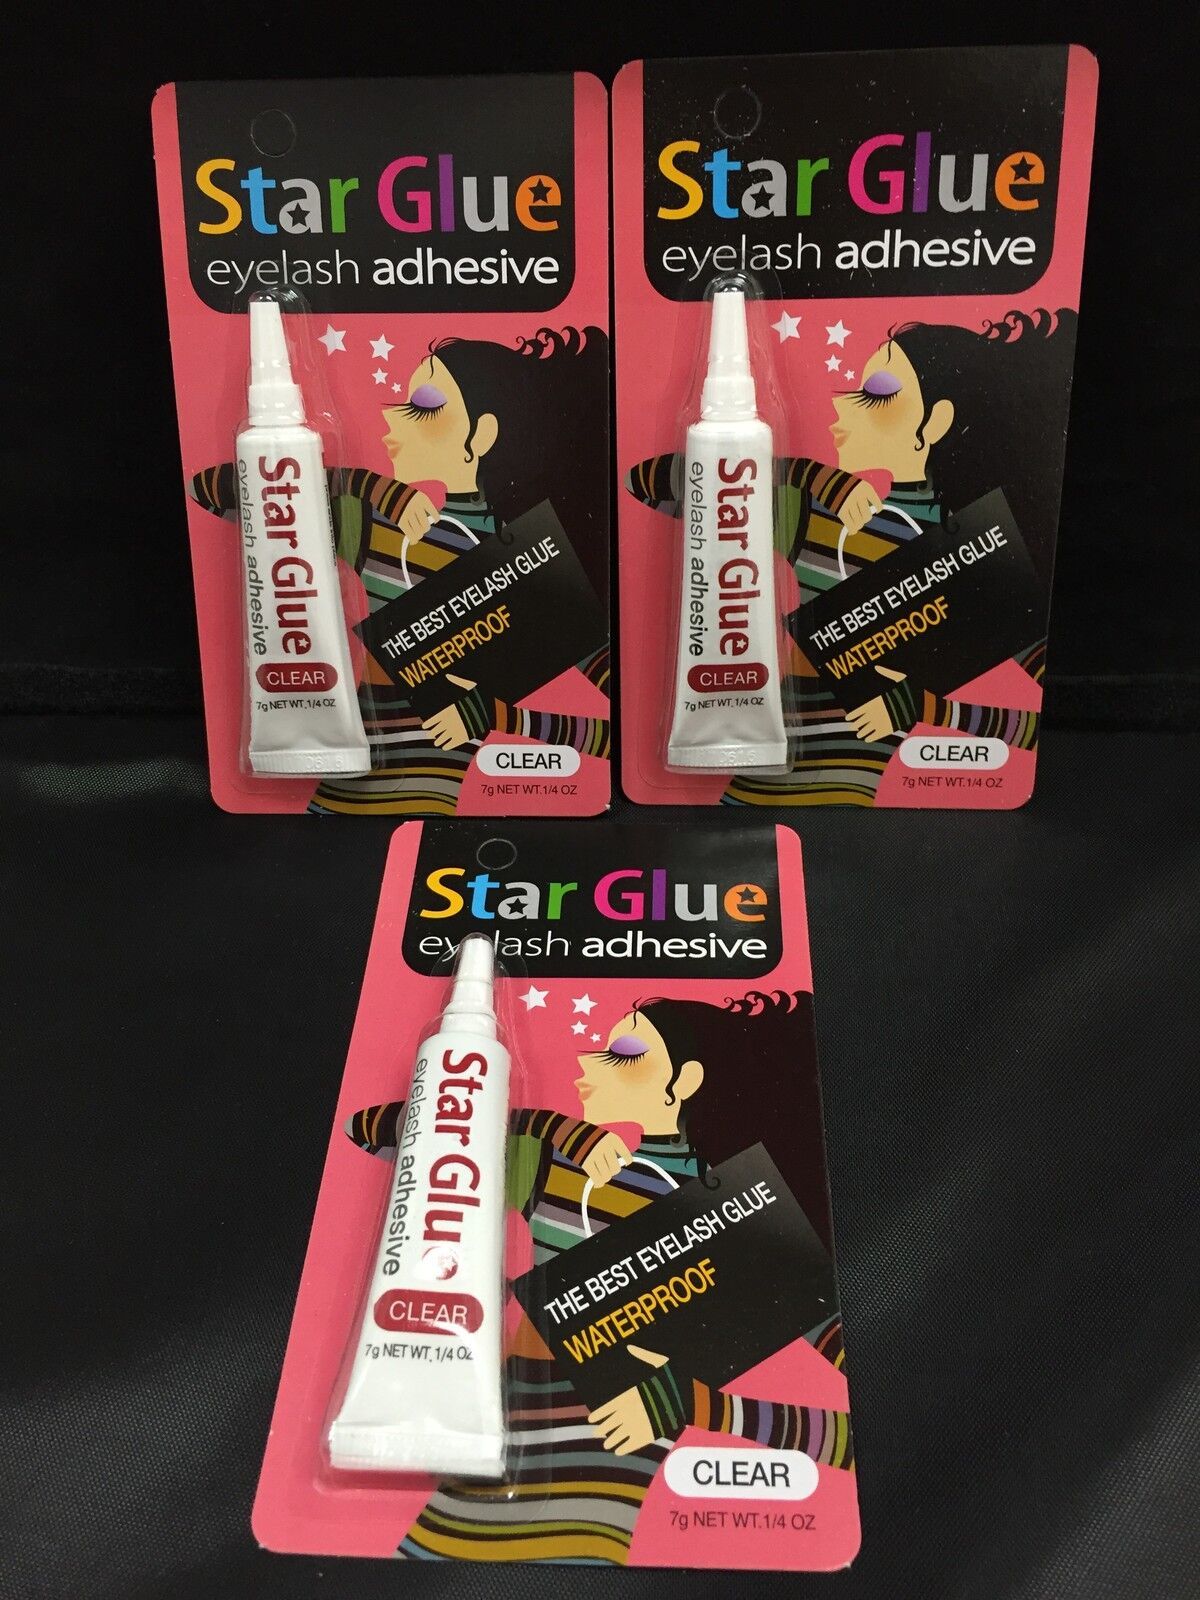 Star Glue
eyelash adhesive
Star Glue
eyelash adhesive
CLEAR
7g NET WT. 1/4 OZ
THE BEST EYELASH GLUE
WATERPROOF
CLEAR
7g NET WT.1/4 OZ
Star Glue
eyelash adhesive
Star Glue
eyelash adhesive
CLEAR
7g NET WT. 1/4 OZ
THE BEST EYELASH GLUE
WATERPROOF
CLEAR
7g NET WT.1/4 OZ
Star Glue
eyelash adhesive
Star Glue
eyelash adhesive
CLEAR
7g NET WT. 1/4 OZ
THE BEST EYELASH GLUE
WATERPROOF
CLEAR
7g NET WT.1/4 OZ